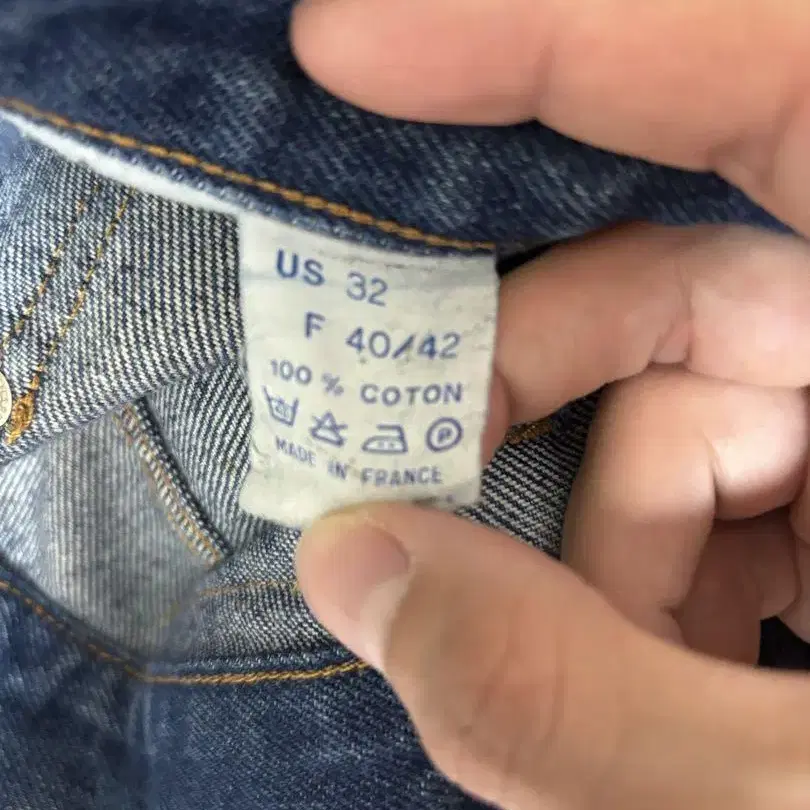 US 32
F 40/42
100 % COTON
MADE IN FRANCE